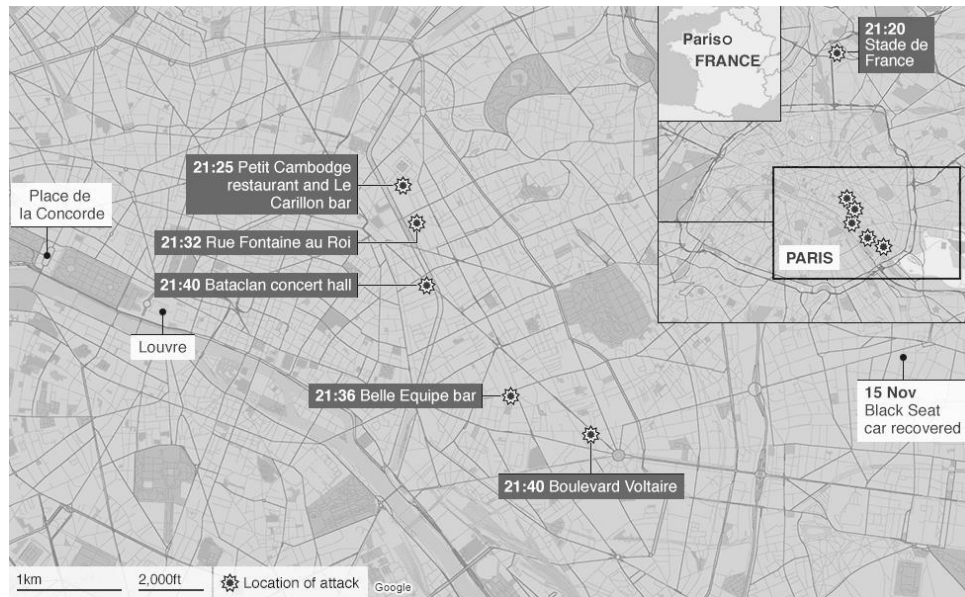 Paris
FRANCE
21:20
Stade de
France
21:25 Petit Cambodge
restaurant and Le
Carillon bar
Place de
la Concorde
21:32 Rue Fontaine au Roi
21:40 Bataclan concert hall
PARIS
Louvre
21:36 Belle Equipe bar
15 Nov
Black Seat
car recovered
21:40 Boulevard Voltaire
1km
2,000ft
Location of attack
Google